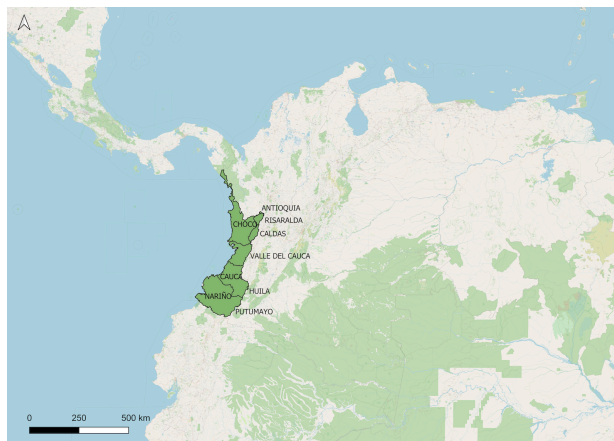 ANTIOQUIA
RISARALDA
CHOCÓ
CALDAS
VALLE DEL CAUCA
CAUCA
HUILA
NARIÑO
PUTUMAYO
0 250 500 km